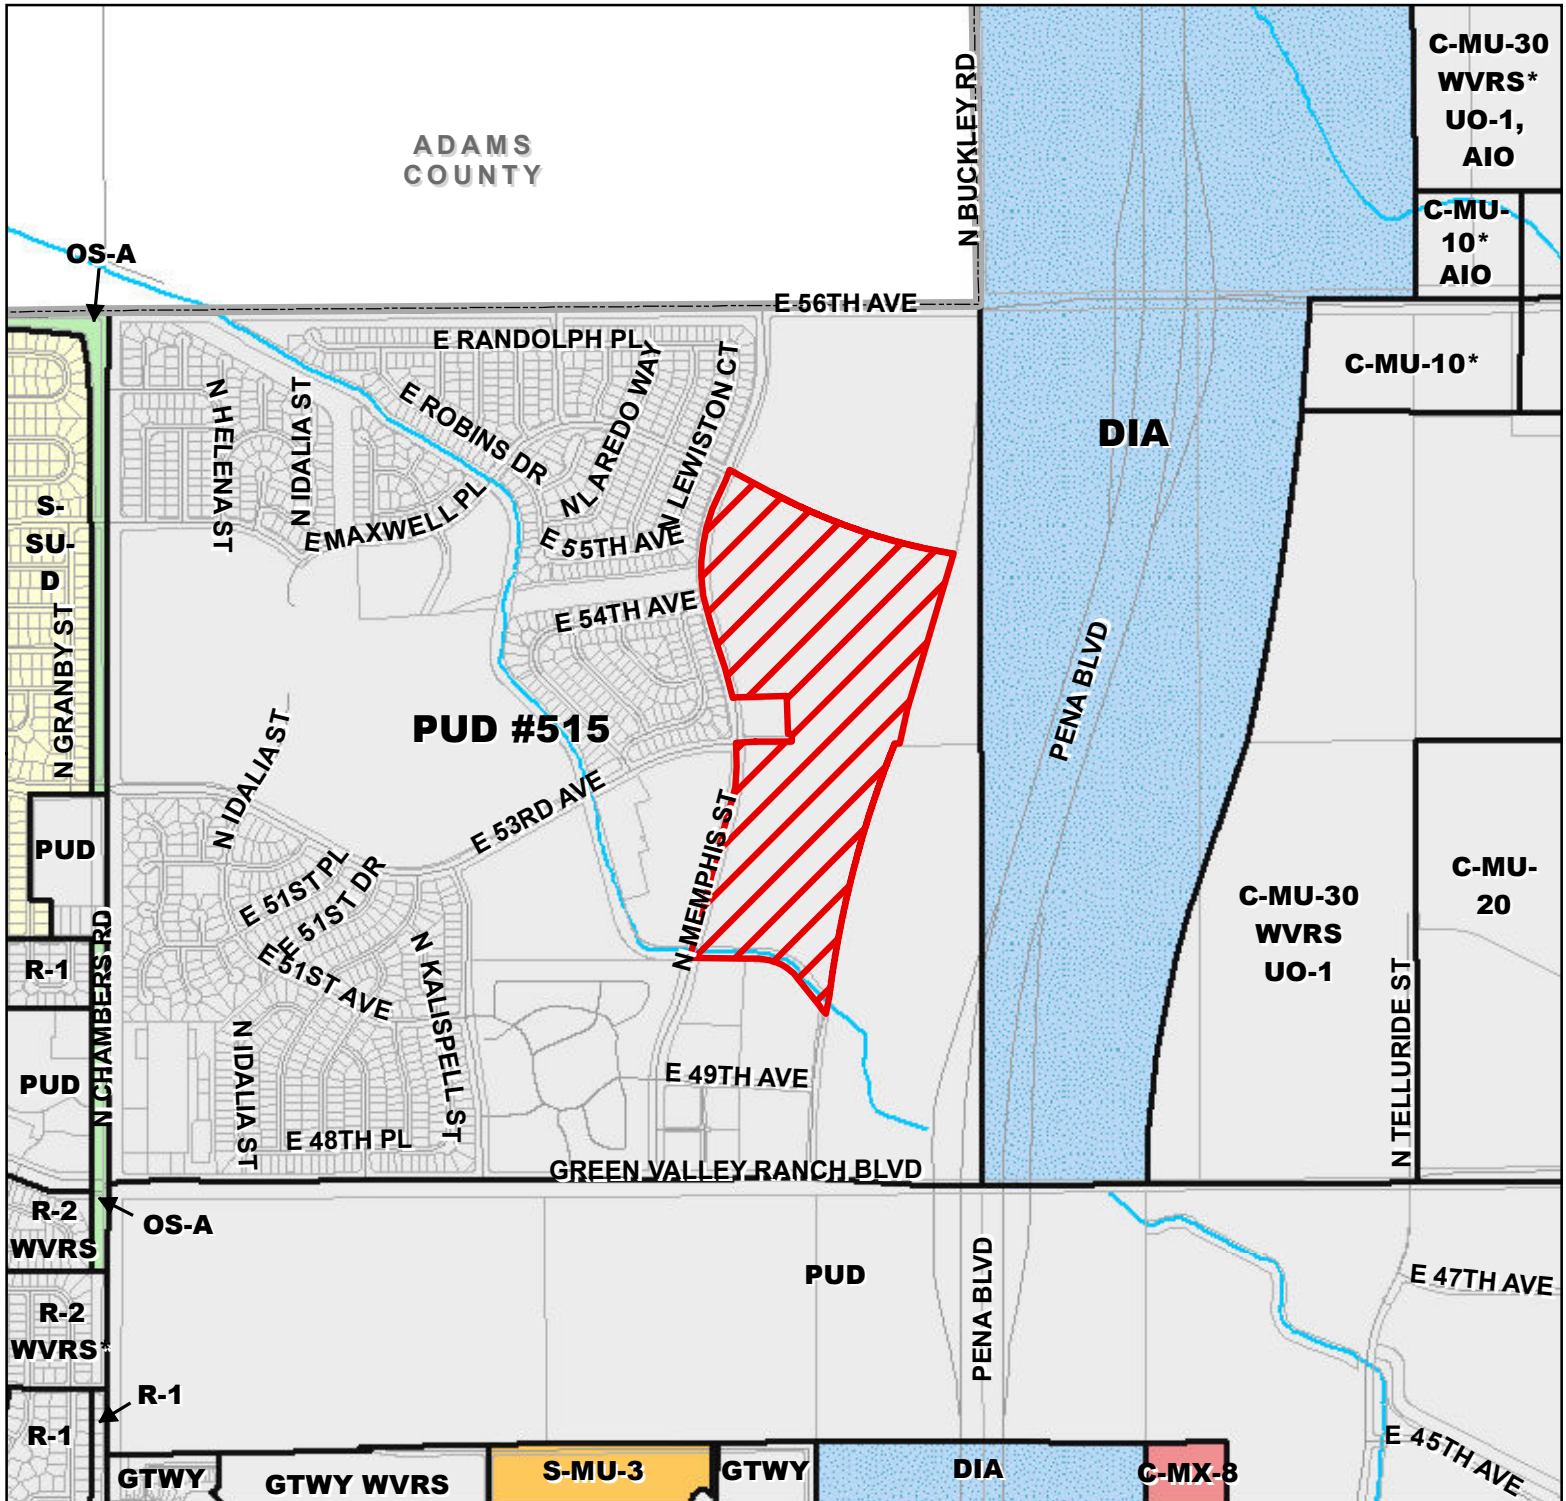 C-MU-30
WVRS*
UO-1,
AIO
N BUCKLEY RD
ADAMS
COUNTY
C-MU-
10*
AIO
OS-A
E 56TH AVE
E RANDOLPH PL
C-MU-10*
N HELENA ST
N IDALIA ST
E ROBINS DR
N LAREDO WAY
N LEWISTON CT
DIA
S-
SU-
D
E MAXWELL PL
E 55TH AVE
E 54TH AVE
N GRANBY ST
PENA BLVD
PUD #515
N IDALIA ST
E 53RD AVE
PUD
N MEMPHIS ST
E 51ST PL
E 51ST DR
E 51ST AVE
C-MU-30
WVRS
UO-1
C-MU-
20
R-1
N CHAMBERS RD
N KALISPELL ST
N TELLURIDE ST
PUD
N IDALIA ST
E 49TH AVE
E 48TH PL
GREEN VALLEY RANCH BLVD
R-2
WVRS
OS-A
PUD
PENA BLVD
E 47TH AVE
R-2
WVRS*
R-1
R-1
E 45TH AVE
GTWY
GTWY WVRS
S-MU-3
GTWY
DIA
C-MX-8